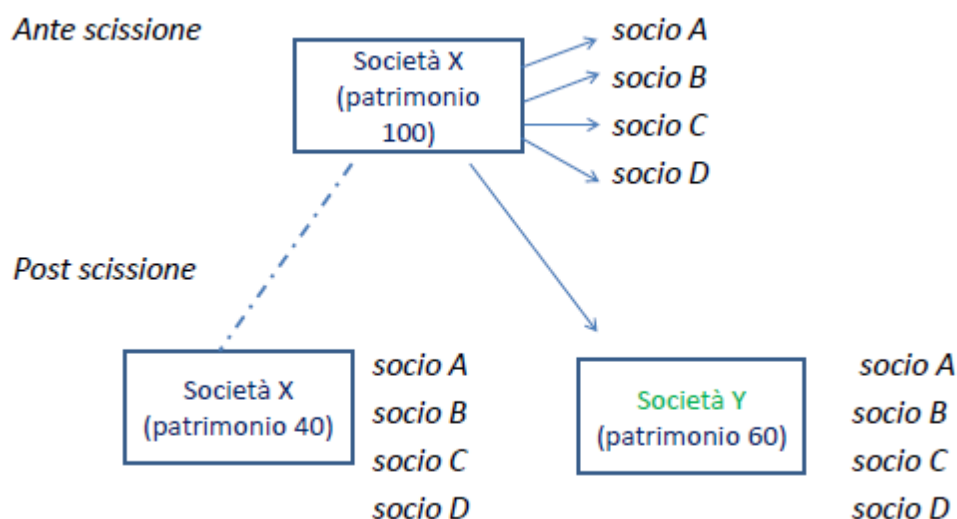 Ante scissione
Società X
(patrimonio
100)
socio A
socio B
socio C
socio D
Post scissione
Società X
(patrimonio 40)
socio A
socio B
socio C
socio D
Società Y
(patrimonio 60)
socio A
socio B
socio C
socio D